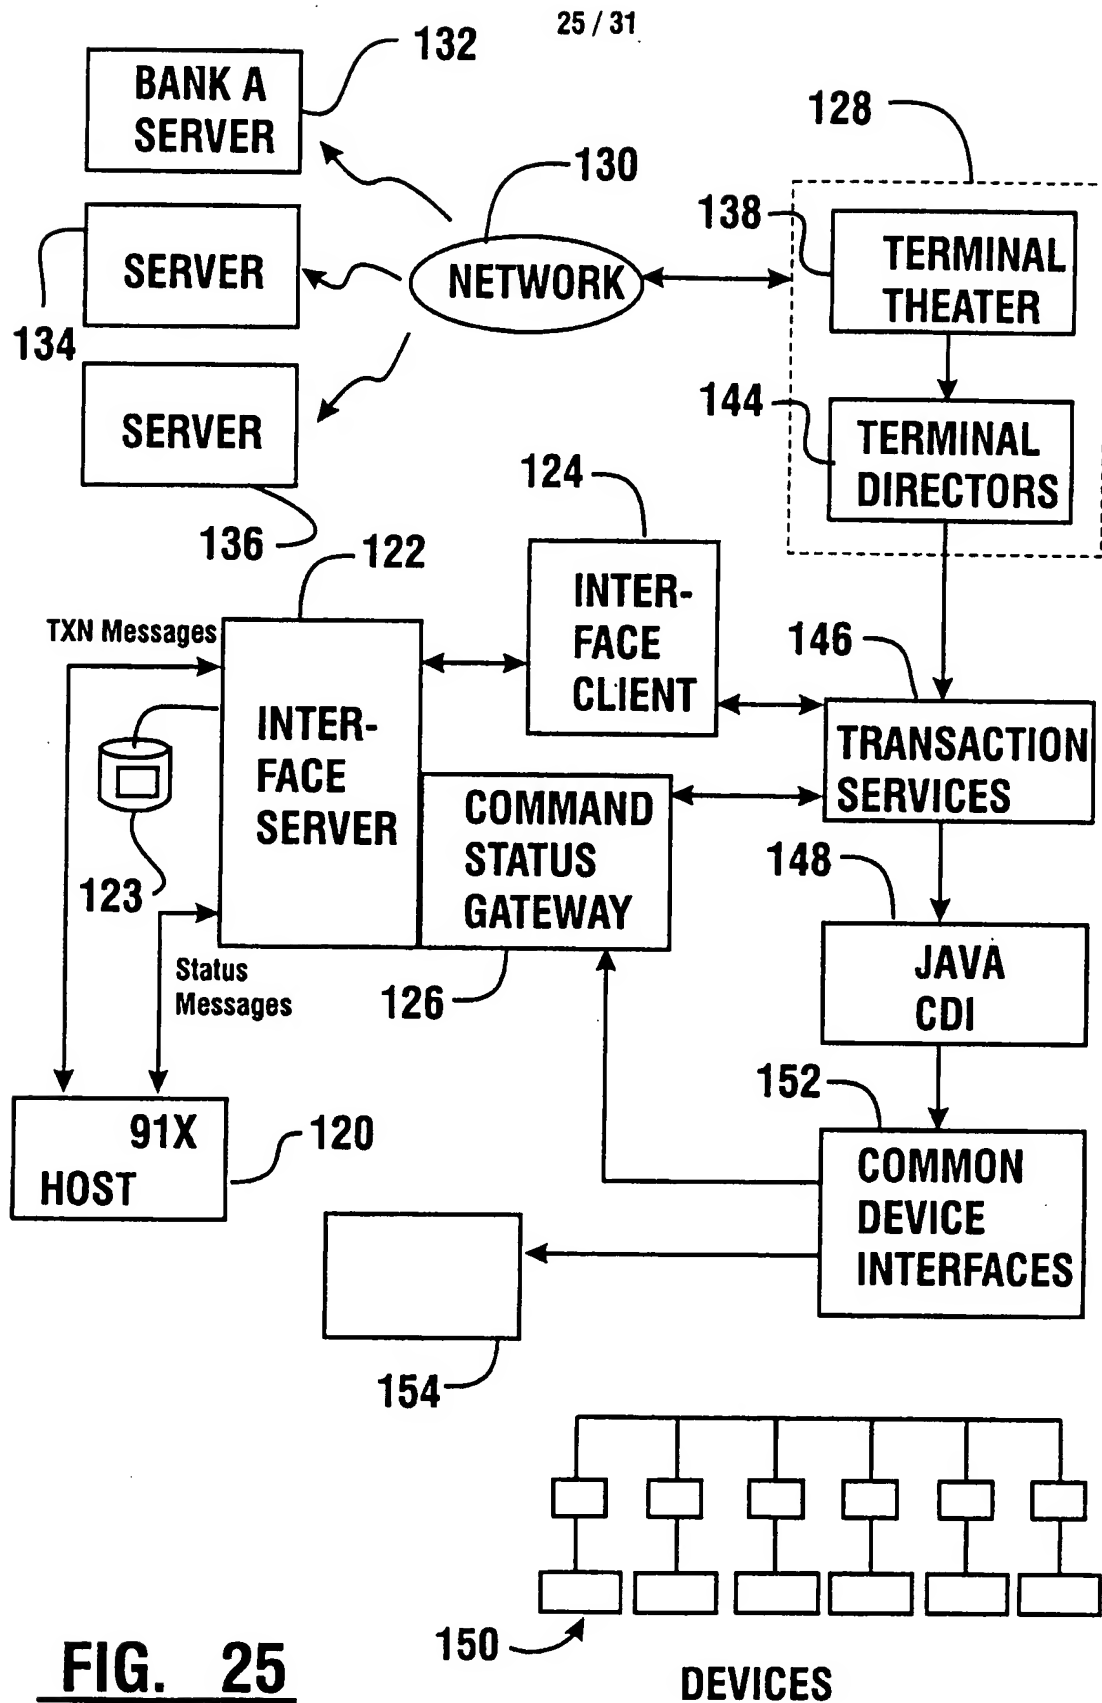 25 / 31
132
BANK A
SERVER
128
130
138
TERMINAL
THEATER
SERVER
NETWORK
134
144
SERVER
TERMINAL
DIRECTORS
124
136
122
INTER-
FACE
CLIENT
TXN Messages
146
INTER-
FACE
SERVER
TRANSACTION
SERVICES
COMMAND
STATUS
GATEWAY
148
123
JAVA
CDI
Status
Messages
126
152
91X
HOST
120
COMMON
DEVICE
INTERFACES
154
150
DEVICES
FIG. 25